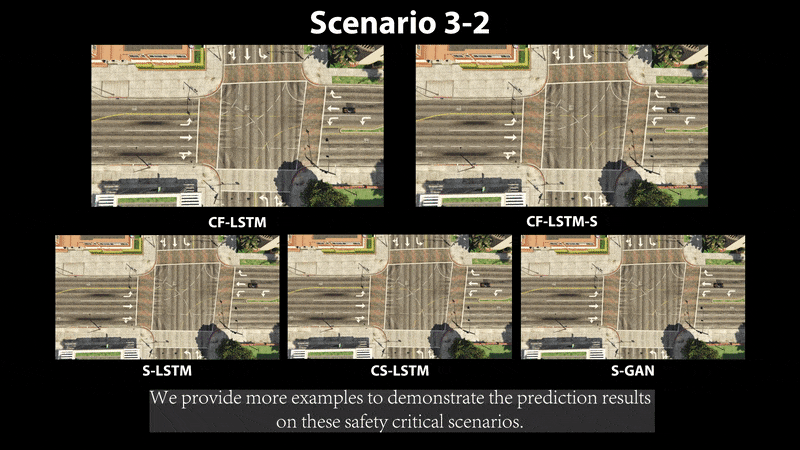 Scenario 3-2
CF-LSTM
CF-LSTM-S
S-LSTM
CS-LSTM
S-GAN
We provide more examples to demonstrate the prediction results
on these safety critical scenarios.